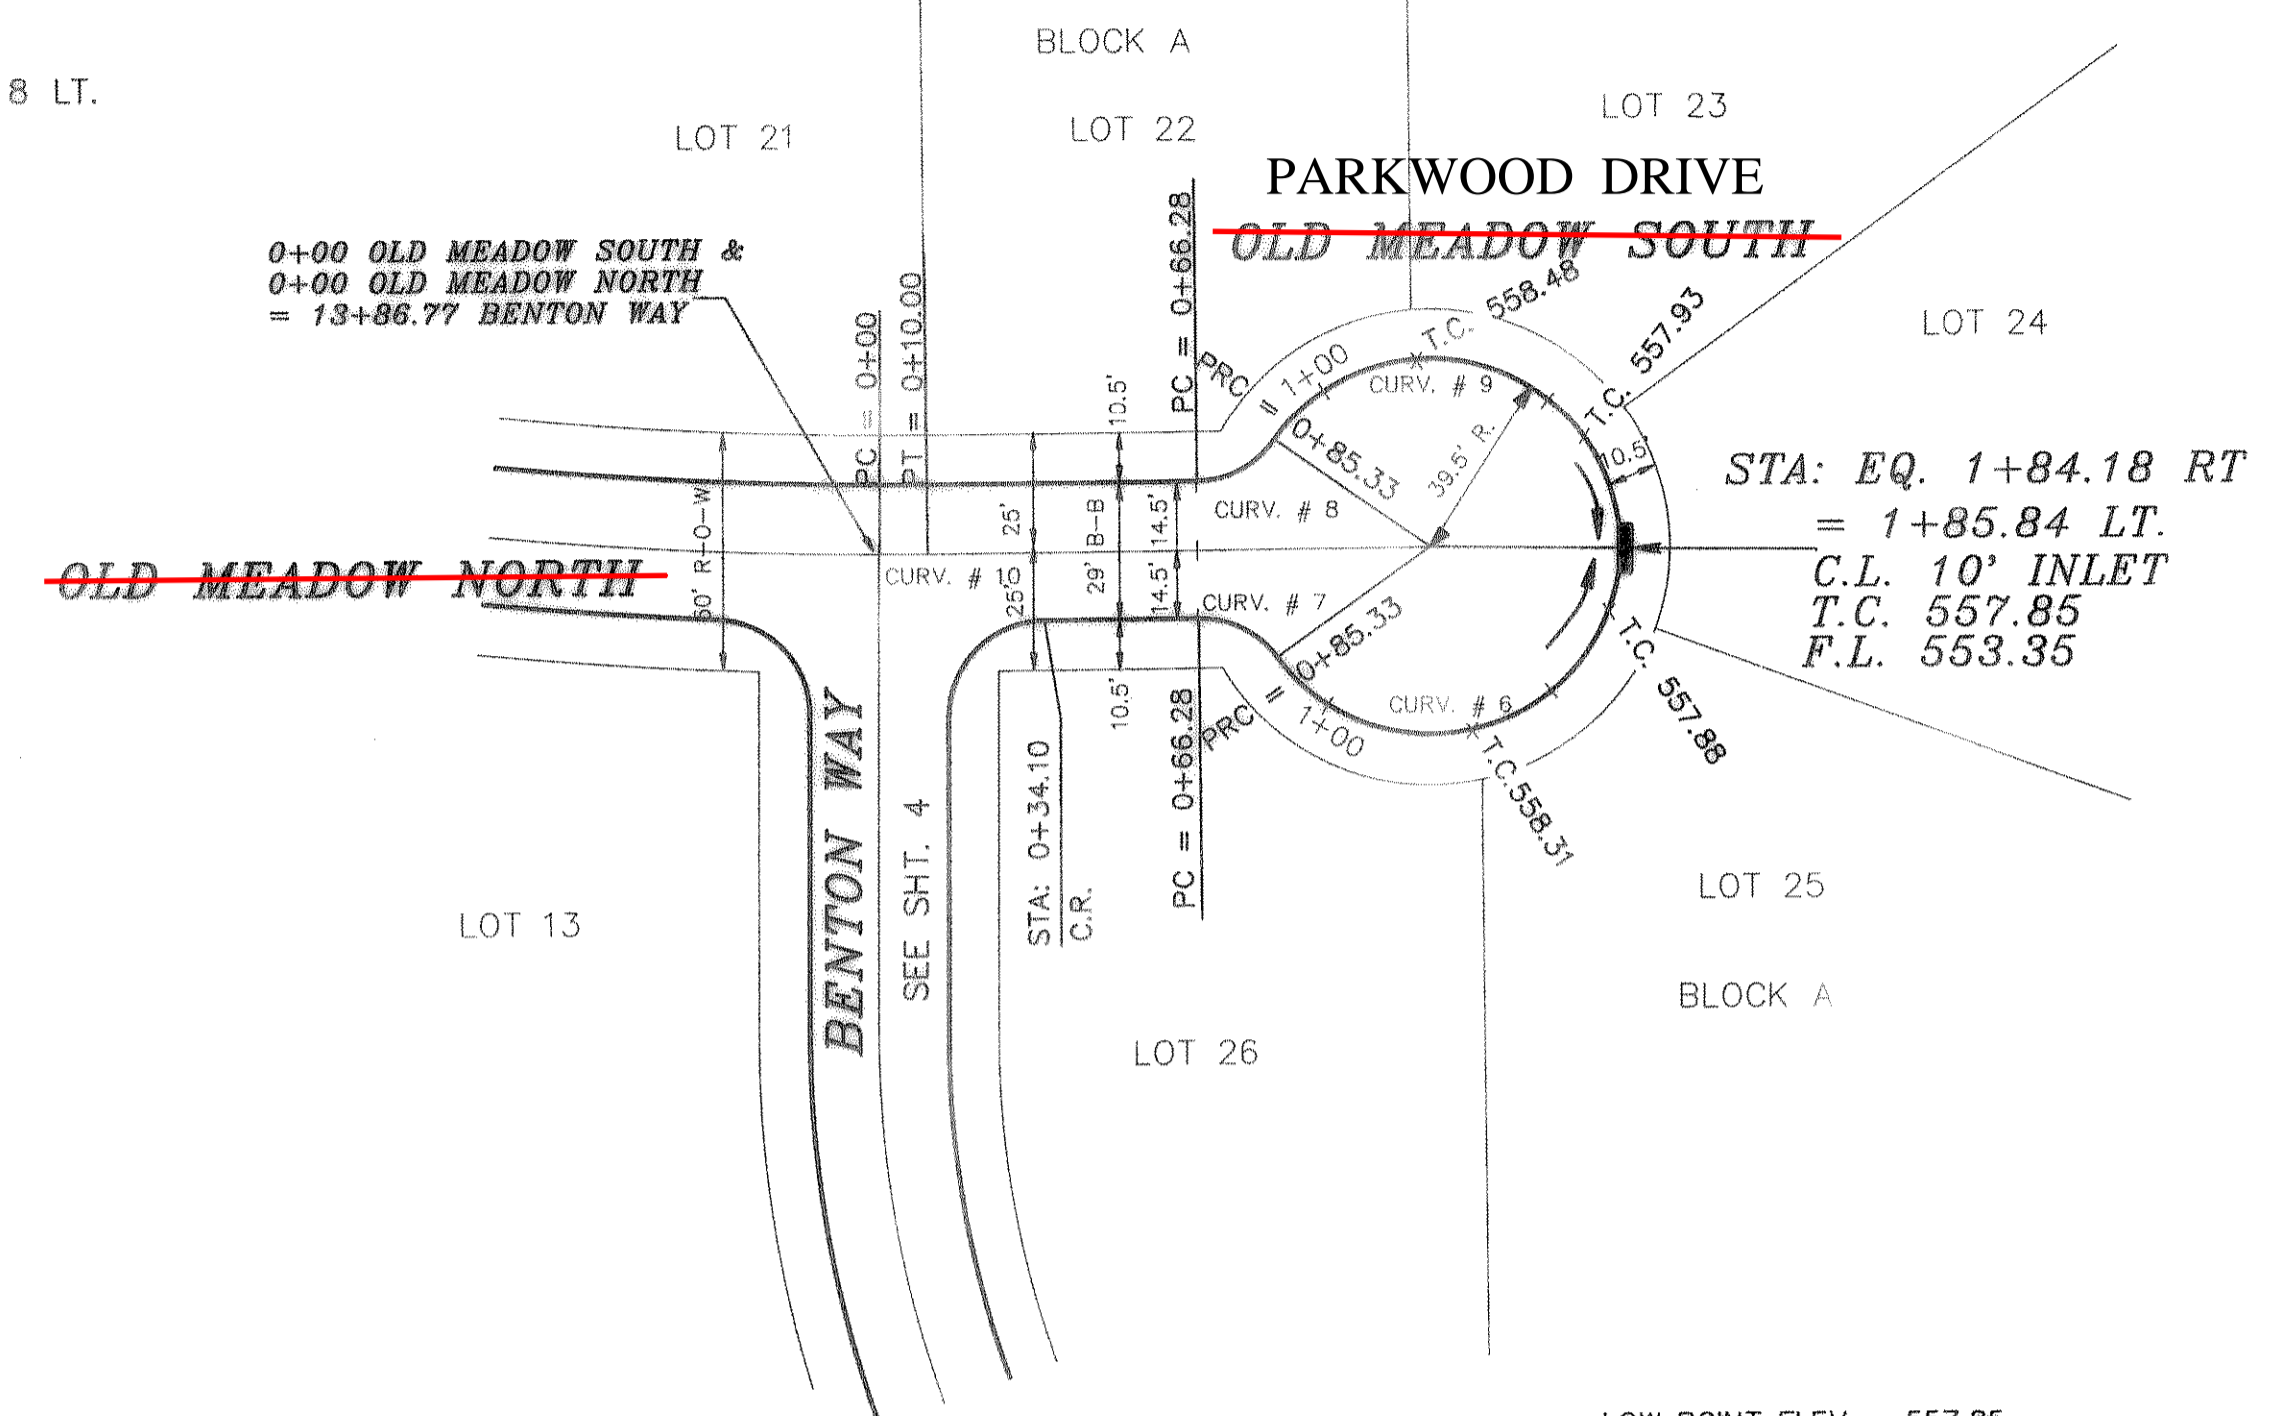 BLOCK A
8 LT.
LOT 21
LOT 22
LOT 23
PARKWOOD DRIVE
OLD MEADOW SOUTH
0+00 OLD MEADOW SOUTH &
0+00 OLD MEADOW NORTH
= 13+86.77 BENTON WAY
PC = 0+00
PT = 0+10.00
PC = 0+66.28
10.5'
PRC = 0+85.33
1+00
T.C. 558.48
CURV. # 9
T.C. 557.93
LOT 24
39.5' R.
10.5'
STA: EQ. 1+84.18 RT
= 1+85.84 LT.
C.L. 10' INLET
T.C. 557.85
F.L. 553.35
CURV. # 8
25'
29' B-B
14.5'
OLD MEADOW NORTH
50' R-O-W
CURV. # 10
25'
14.5'
CURV. # 7
10.5'
PRC = 0+85.33
1+00
CURV. # 6
T.C. 557.88
T.C. 558.31
PC = 0+66.28
STA: 0+34.10
C.R.
BENTON WAY
SEE SHT. 4
LOT 13
LOT 25
BLOCK A
LOT 26